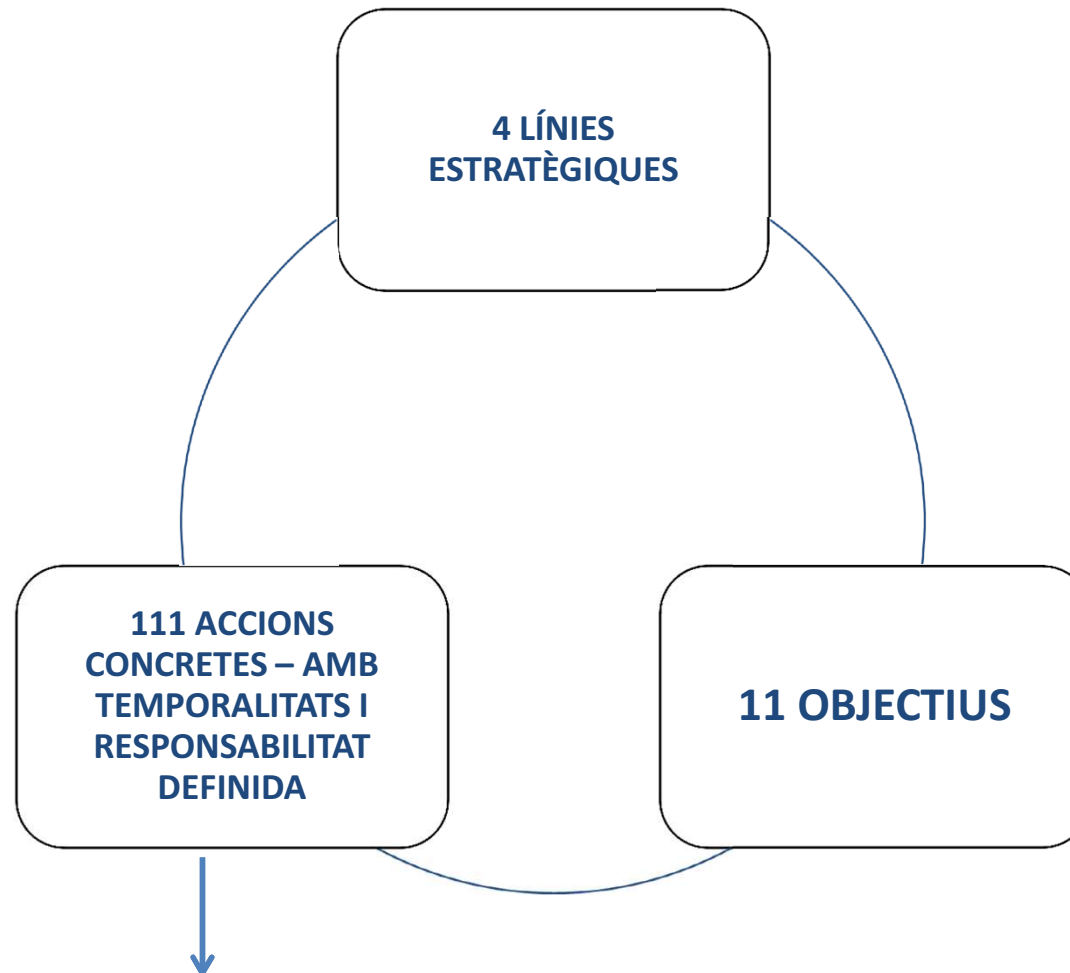 4 LÍNIES
ESTRATÈGIQUES
111 ACCIONS
CONCRETES – AMB
TEMPORALITATS I
RESPONSABILITAT
DEFINIDA
11 OBJECTIUS